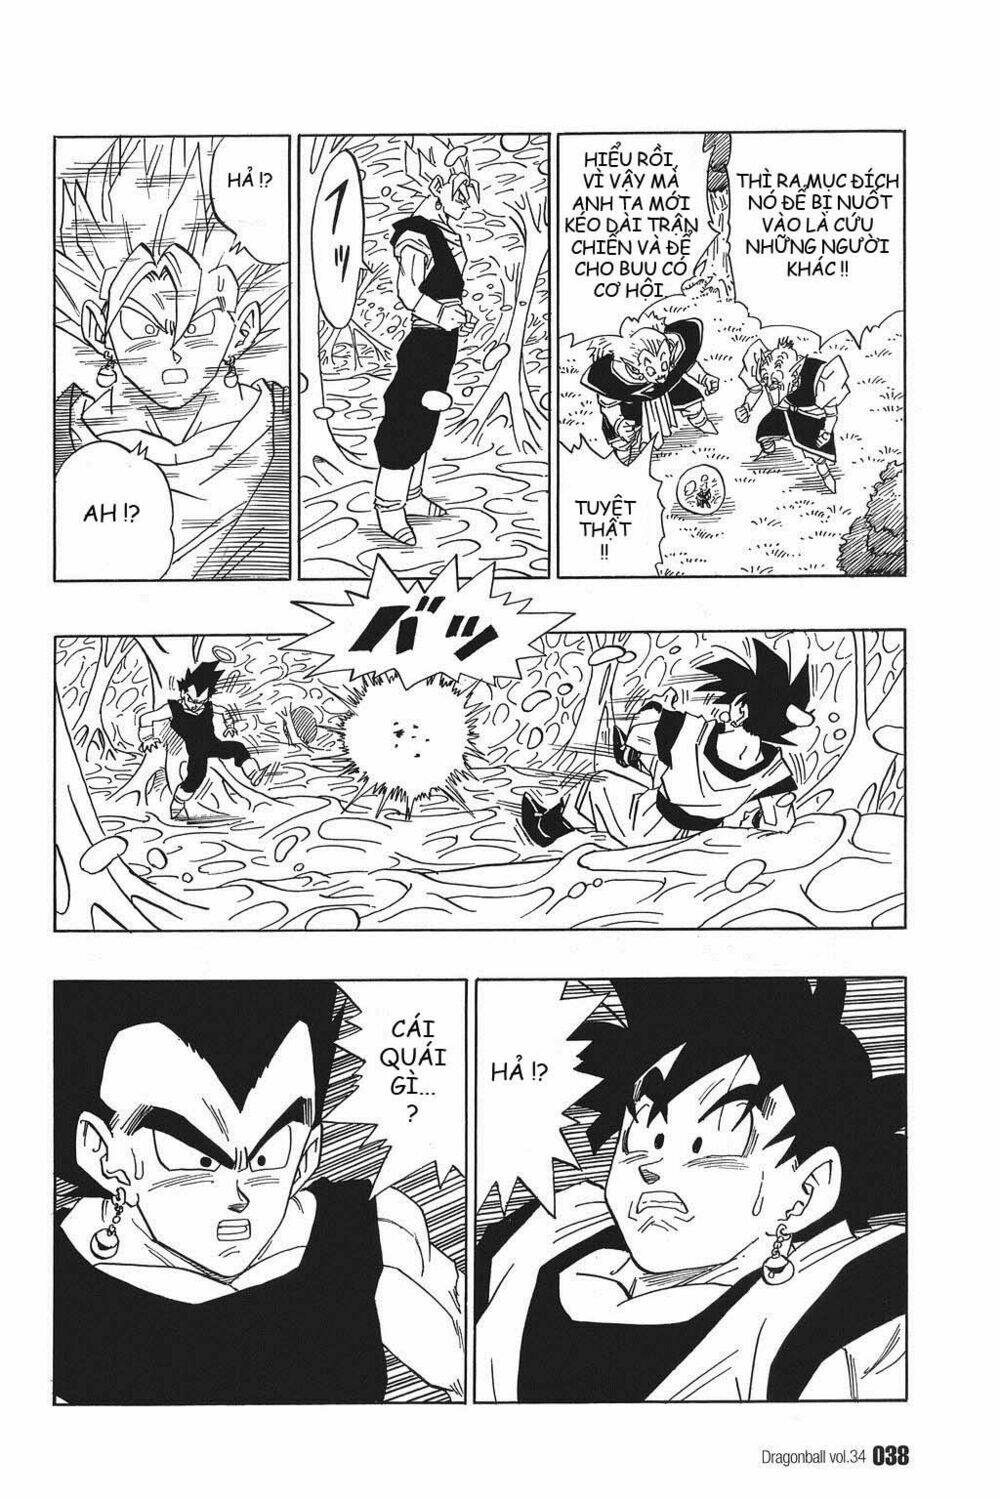 THÌ RA MỤC ĐÍCH
NÓ ĐỂ BỊ NUỐT
VÀO LÀ CỨU
NHỮNG NGƯỜI
KHÁC !!
HIỂU RỒI
VÌ VẬY MÀ
ANH TA MỚI
KÉO DÀI TRẬN
CHIẾN VÀ ĐỂ
CHO BUU CÓ
CƠ HỘI
TUYỆT
THẬT
!!
HẢ !?
AH !?
バッ
HẢ !?
CÁI
QUÁI
GÌ...
?
Dragonball vol.34 038